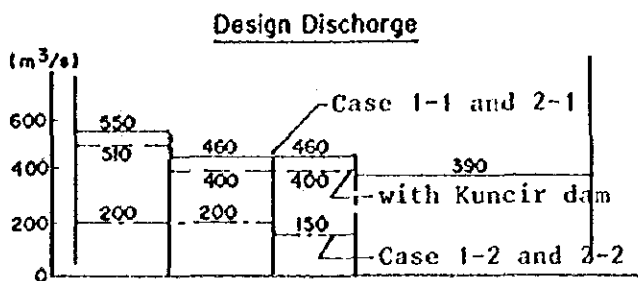 Design Discharge
(m³/s)
Case 1-1 and 2-1
600
550
510
460
460
400
400
400
390
with Kuncir dam
200
200
200
150
Case 1-2 and 2-2
0